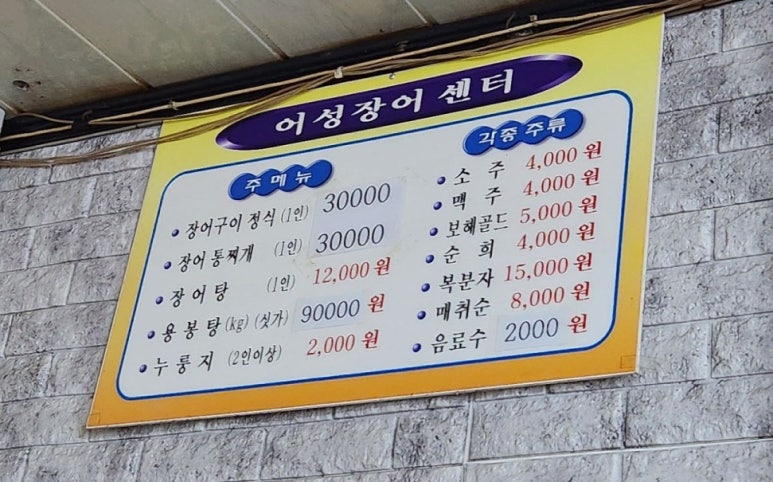 어성장어 센터
주 메 뉴
장어구이 정식 (1인) 30000
장어 통찌개 (1인) 30000
장 어 탕 (1인) 12,000 원
용 봉 탕 (kg) (싯가) 90000 원
누 룽 지 (2인이상) 2,000 원
각종 주류
소 주 4,000 원
맥 주 4,000 원
보해골드 5,000 원
순 희 4,000 원
복분자 15,000 원
매취순 8,000 원
음료수 2000 원